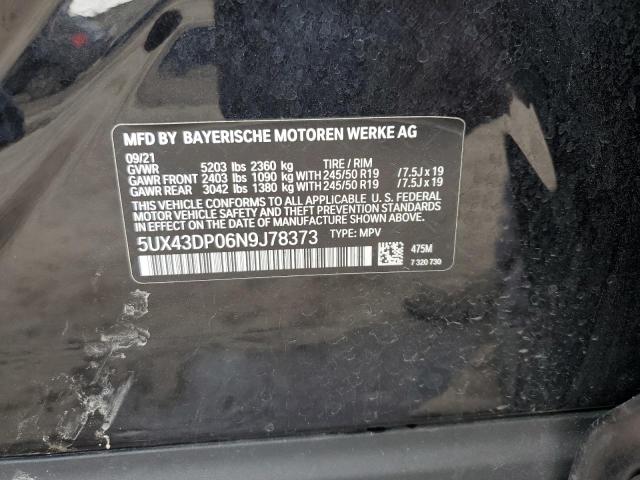 MFD BY BAYERISCHE MOTOREN WERKE AG
09/21
GVWR 5203 lbs 2360 kg TIRE / RIM
GAWR FRONT 2403 lbs 1090 kg WITH 245/50 R19 /7.5J x 19
GAWR REAR 3042 lbs 1380 kg WITH 245/50 R19 /7.5J x 19
THIS VEHICLE CONFORMS TO ALL APPLICABLE U.S. FEDERAL
MOTOR VEHICLE SAFETY, BUMPER, AND THEFT PREVENTION
STANDARDS IN EFFECT ON THE DATE OF MANUFACTURE SHOWN ABOVE.
5UX43DP06N9J78373 TYPE: MPV
475M
7 320 730